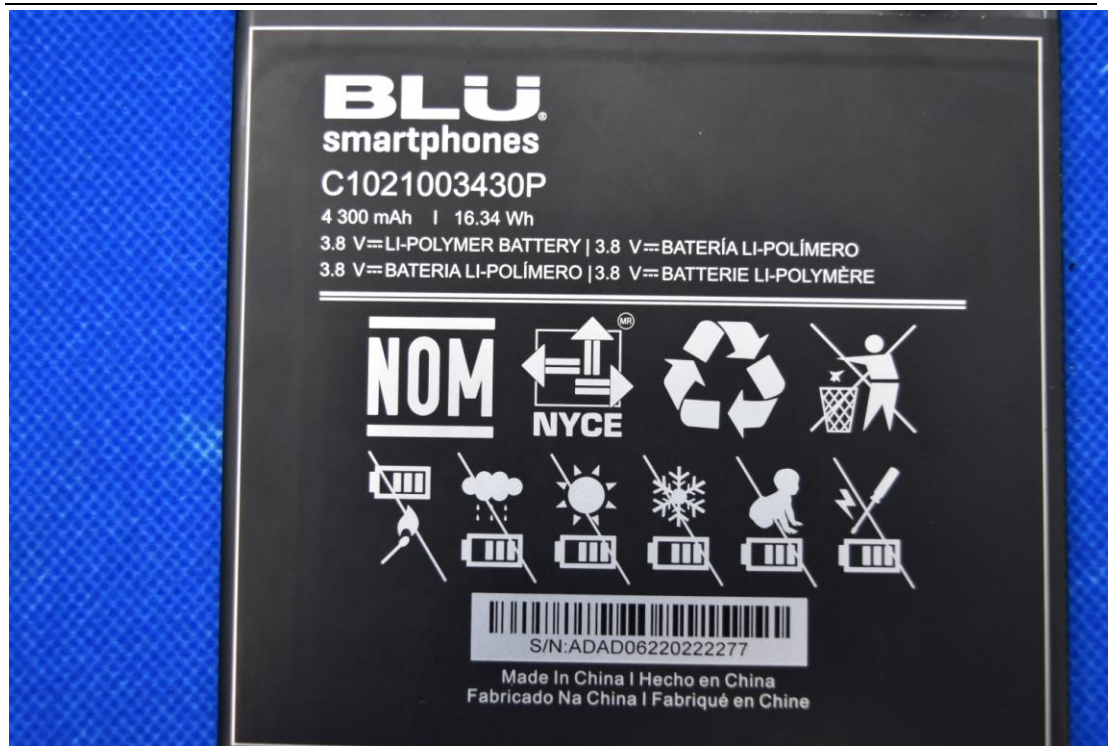 BLU®
smartphones
C1021003430P
4 300 mAh I 16.34 Wh
3.8 V⎓LI-POLYMER BATTERY | 3.8 V⎓BATERÍA LI-POLÍMERO
3.8 V⎓BATERIA LI-POLÍMERO | 3.8 V⎓BATTERIE LI-POLYMÈRE
NOM
MR
NYCE
S/N:ADAD06220222277
Made In China I Hecho en China
Fabricado Na China I Fabriqué en Chine